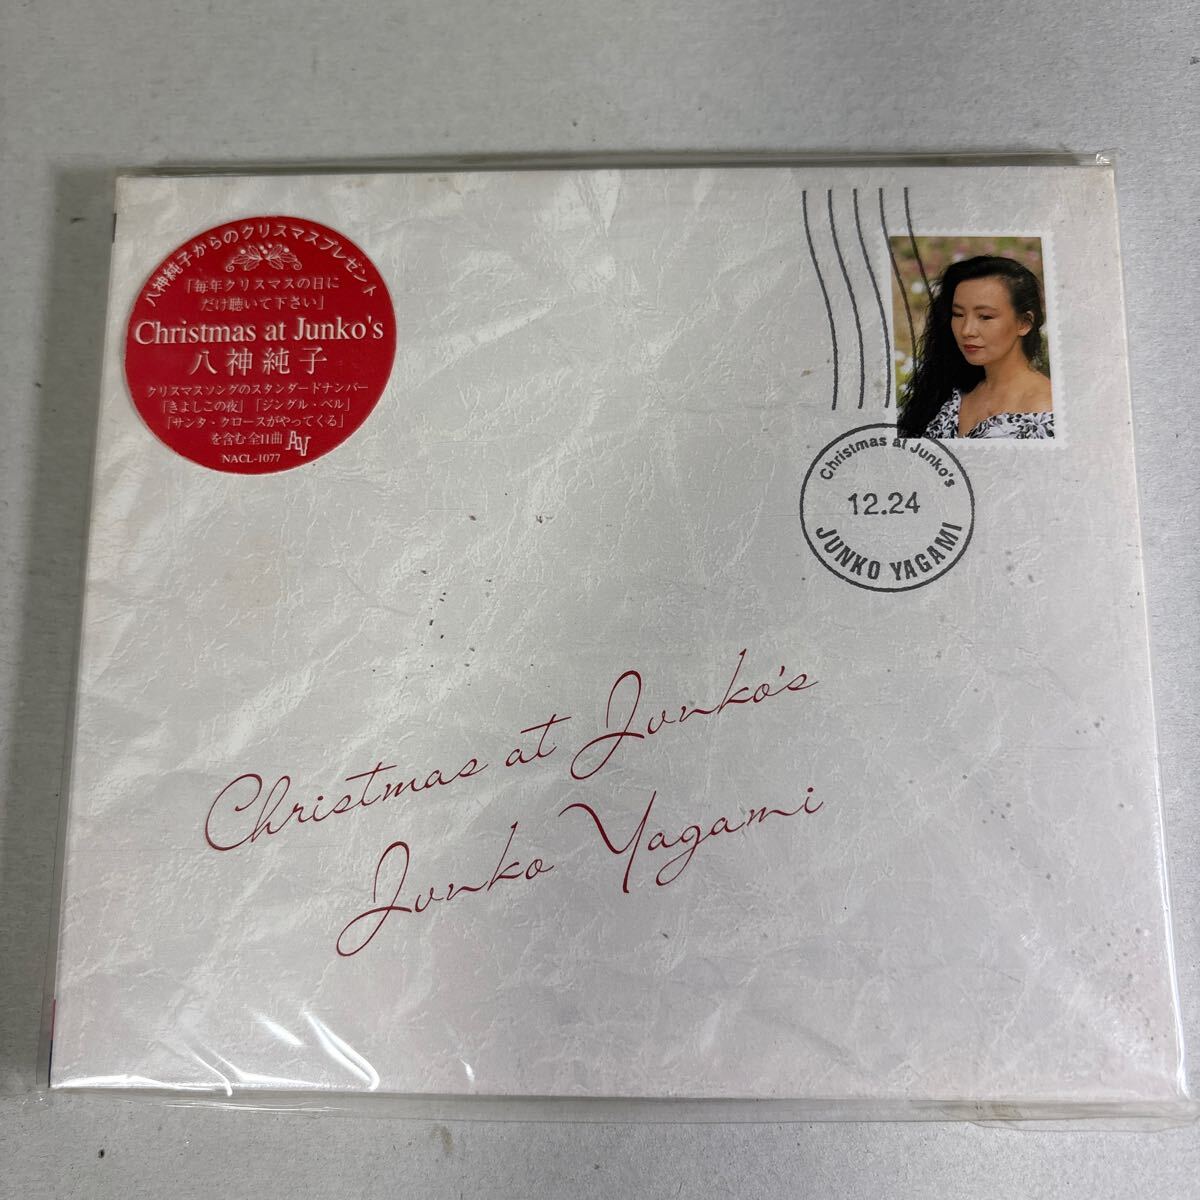 八神純子からのクリスマスプレゼント
「毎年クリスマスの日に
だけ聴いて下さい」
Christmas at Junko's
八神純子
クリスマスソングのスタンダードナンバー
「きよしこの夜」「ジングル・ベル」
「サンタ・クロースがやってくる」
を含む全11曲 AV
NACL-1077
Christmas at Junko's
12.24
JUNKO YAGAMI
Christmas at Junko's
Junko Yagami